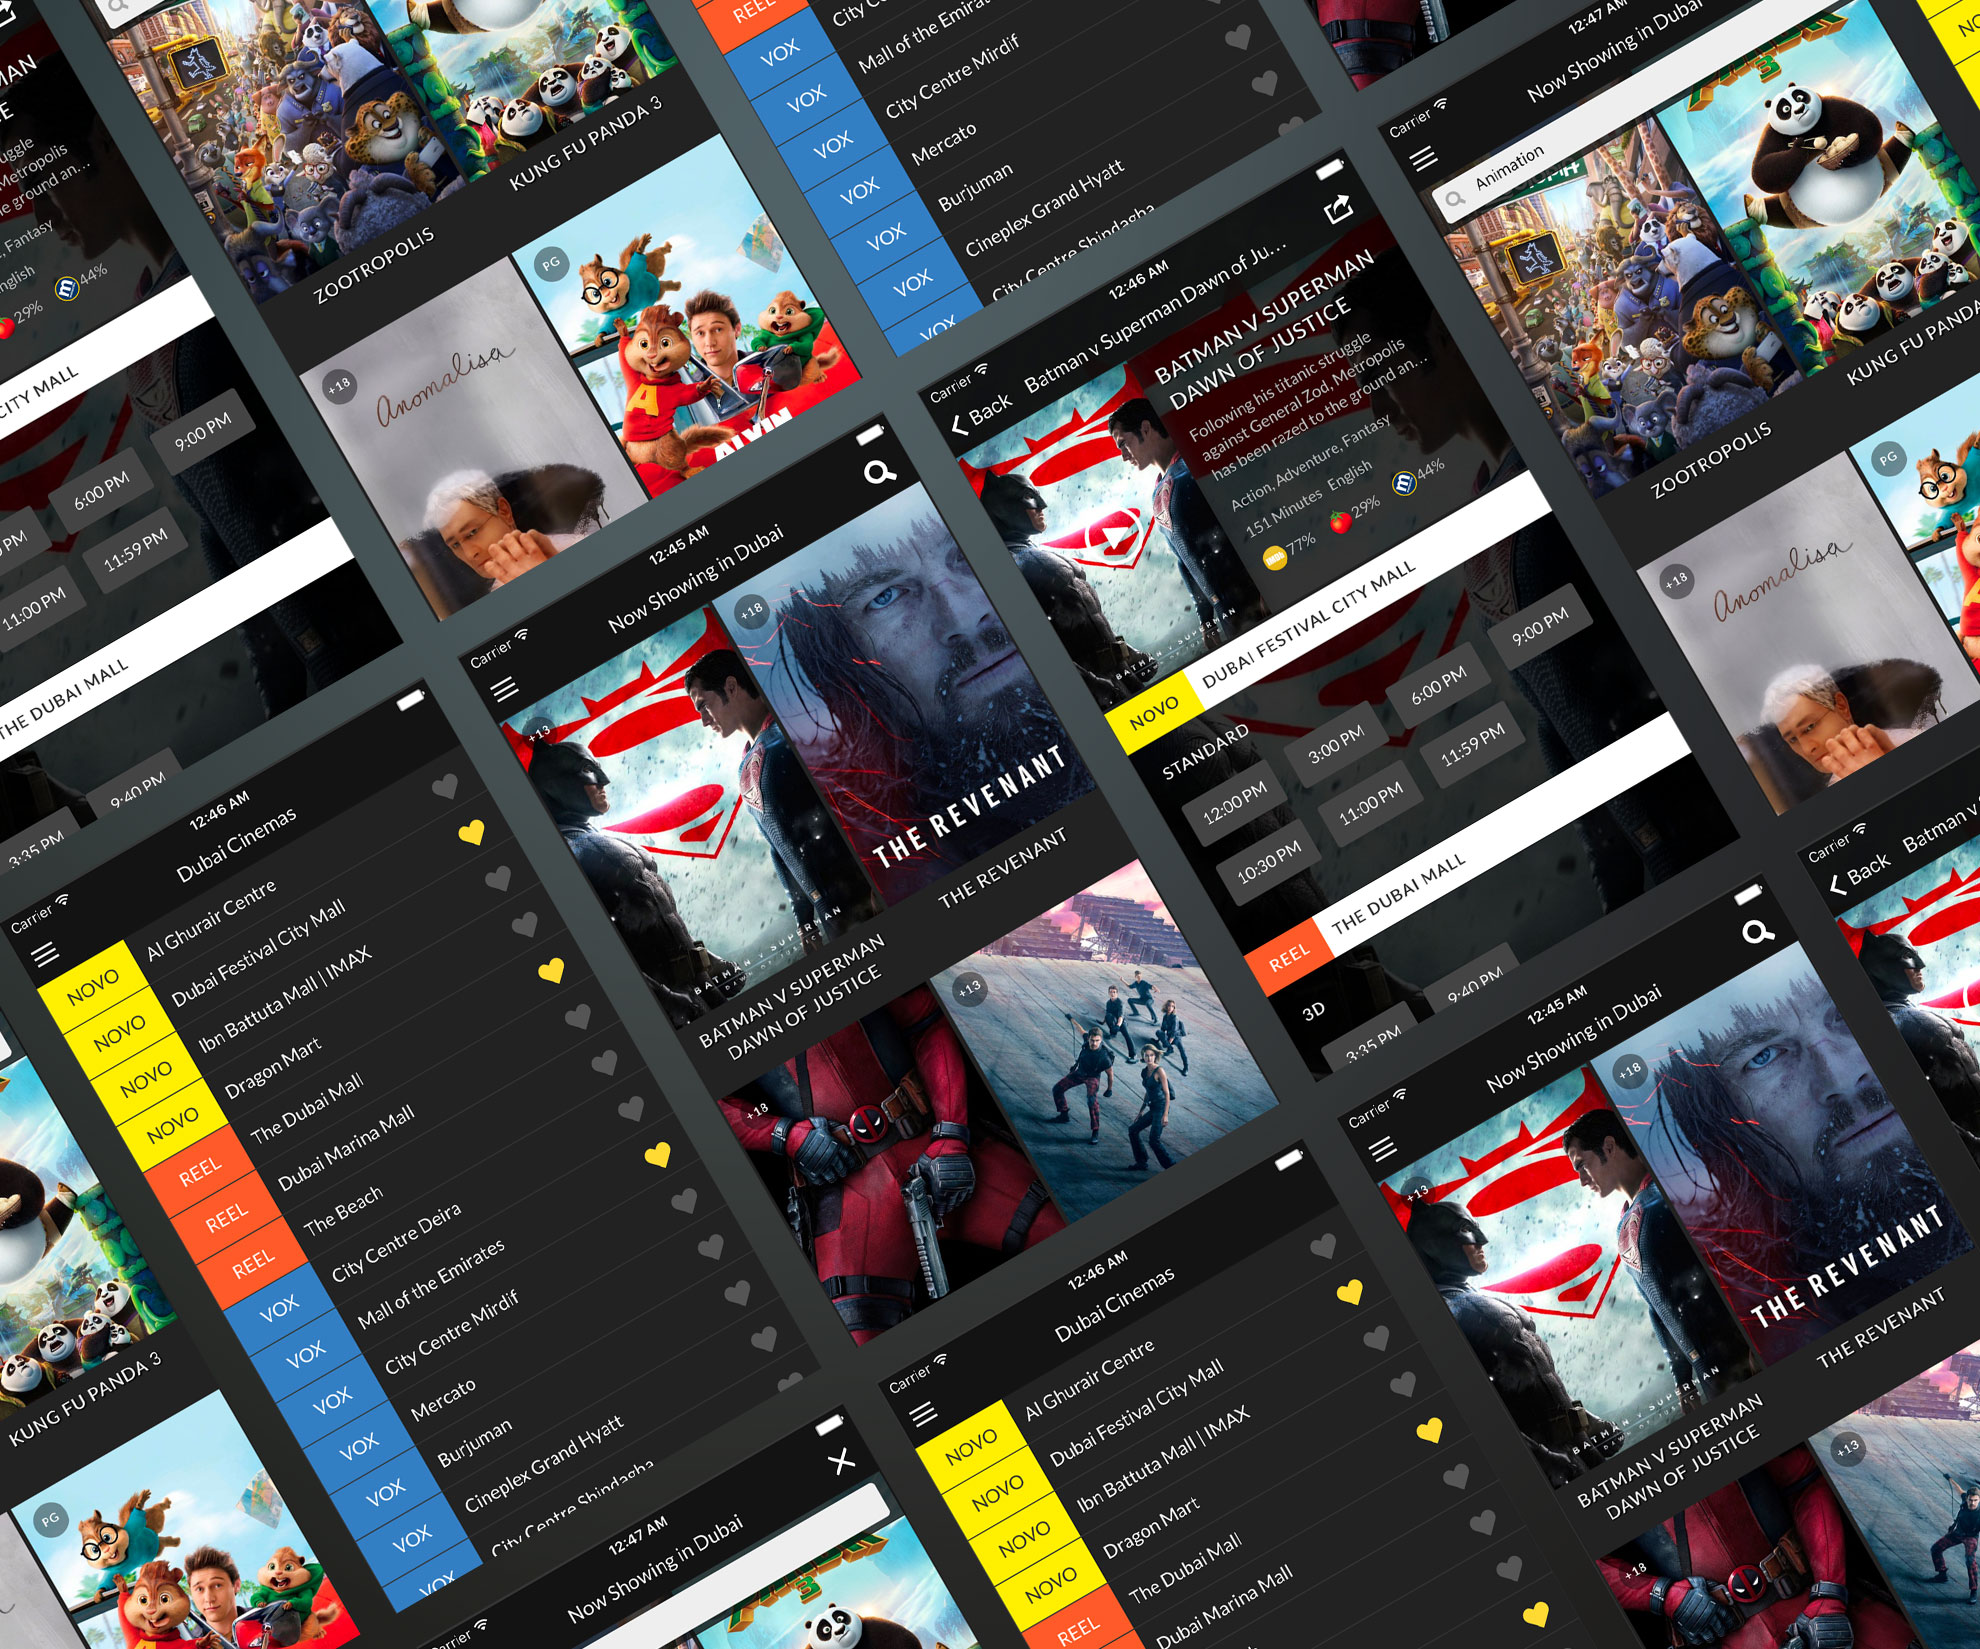 MAN
E
uggle
Metropolis
e ground an...
, Fantasy
nglish
29%
44%
CITY MALL
9:00 PM
6:00 PM
PM
11:59 PM
11:00 PM
THE DUBAI MALL
9:40 PM
3:35 PM
ZOOTROPOLIS
KUNG FU PANDA 3
+18
anomalisa
PG
ALVIN
REEL
VOX
VOX
VOX
VOX
VOX
VOX
VOX
Mall of the Emirates
City Centre Mirdif
Mercato
Burjuman
Cineplex Grand Hyatt
City Centre Shindagha
Carrier
12:46 AM
Back
Batman v Superman Dawn of Ju...
BATMAN V SUPERMAN
DAWN OF JUSTICE
Following his titanic struggle
against General Zod, Metropolis
has been razed to the ground an...
Action, Adventure, Fantasy
151 Minutes English
IMDb 77%
29%
m 44%
BATMAN V SUPERMAN
NOVO
DUBAI FESTIVAL CITY MALL
STANDARD
12:00 PM
3:00 PM
6:00 PM
9:00 PM
10:30 PM
11:00 PM
11:59 PM
REEL
THE DUBAI MALL
3D
3:35 PM
9:40 PM
Carrier
12:47 AM
Now Showing in Dubai
Animation
3
ZOOTROPOLIS
KUNG FU PANDA
+18
anomalisa
PG
NO
Carrier
12:46 AM
Dubai Cinemas
NOVO
Al Ghurair Centre
NOVO
Dubai Festival City Mall
NOVO
Ibn Battuta Mall | IMAX
NOVO
Dragon Mart
REEL
The Dubai Mall
REEL
Dubai Marina Mall
REEL
The Beach
VOX
City Centre Deira
VOX
Mall of the Emirates
VOX
City Centre Mirdif
VOX
Mercato
VOX
Burjuman
VOX
Cineplex Grand Hyatt
VOX
City Centre Shindagha
Carrier
12:45 AM
Now Showing in Dubai
+13
BATMAN V SUPERMAN
+18
THE REVENANT
BATMAN V SUPERMAN
DAWN OF JUSTICE
THE REVENANT
+18
+13
KUNG FU PANDA 3
PG
A
arrier
12:47 AM
Now Showing in Dubai
3
Carrier
12:46 AM
Dubai Cinemas
NOVO
Al Ghurair Centre
NOVO
Dubai Festival City Mall
NOVO
Ibn Battuta Mall | IMAX
NOVO
Dragon Mart
REEL
The Dubai Mall
Dubai Marina Mall
Carrier
12:45 AM
Now Showing in Dubai
+13
BATMAN V SUPERMAN
+18
THE REVENANT
BATMAN V SUPERMAN
DAWN OF JUSTICE
THE REVENANT
+18
+13
Carrier
Back
Batman v